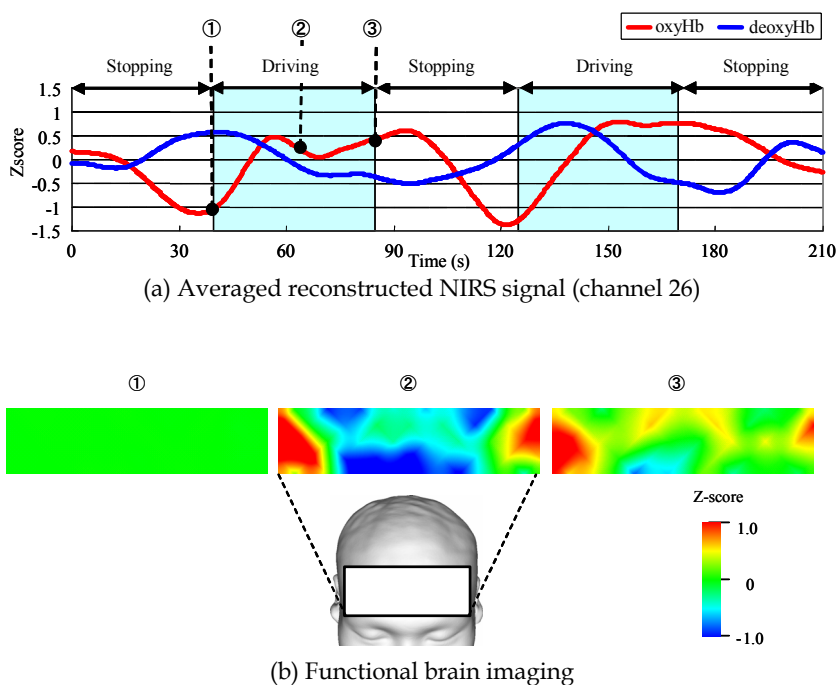 ① ② ③
oxyHb deoxyHb
Stopping Driving Stopping Driving Stopping
1.5
1
0.5
0
-0.5
-1
-1.5
Zscore
0 30 60 90 120 150 180 210
Time (s)
(a) Averaged reconstructed NIRS signal (channel 26)
① ② ③
Z-score
1.0
0
-1.0
(b) Functional brain imaging